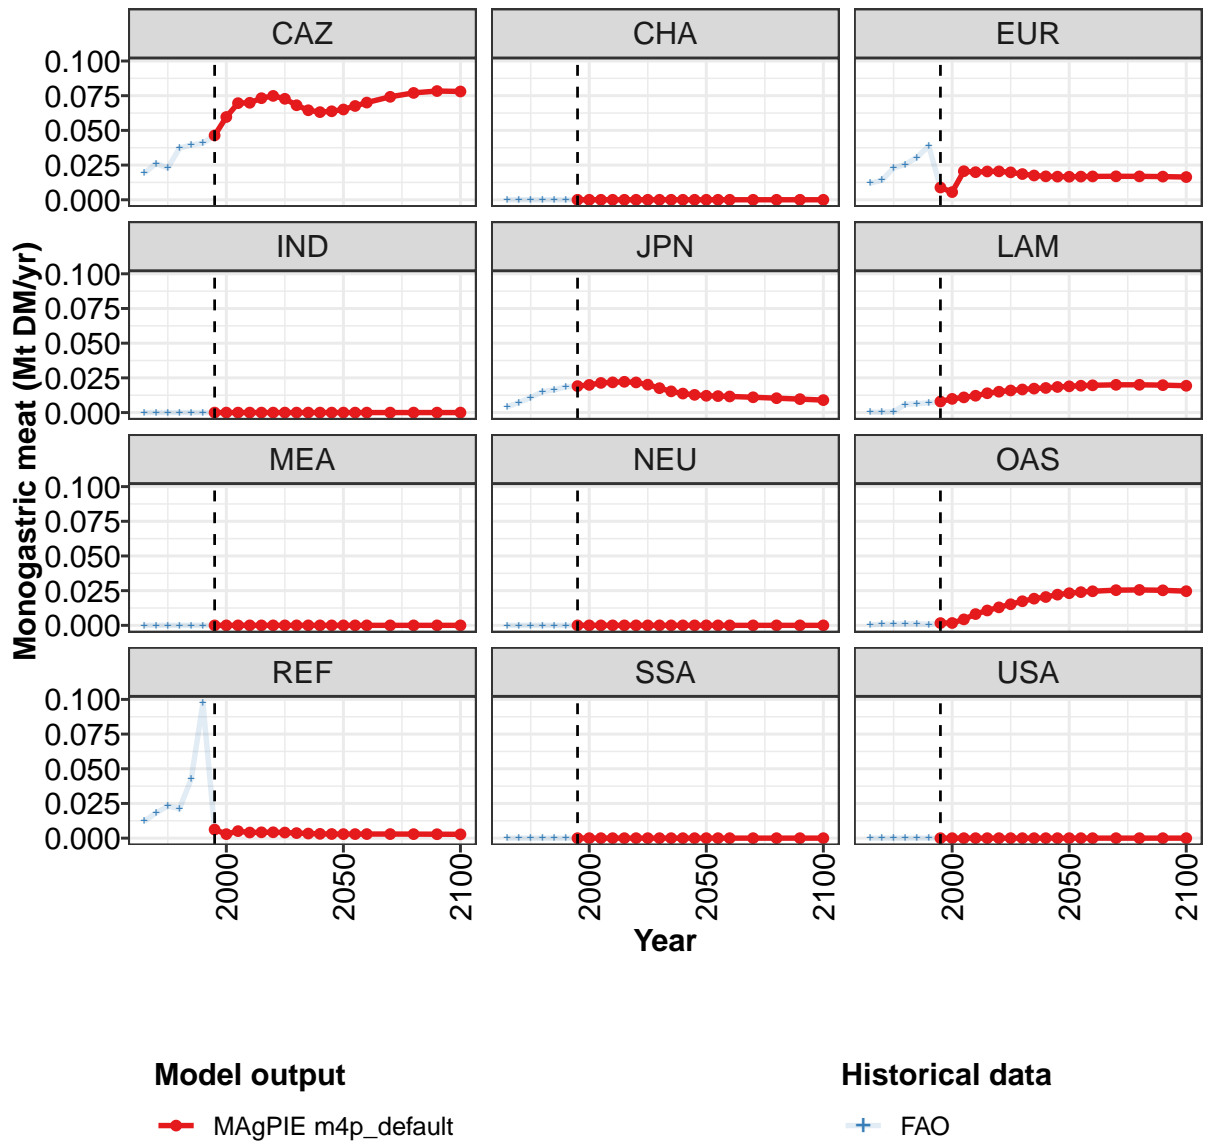 CAZ CHA EUR
0.100
0.075
0.050
0.025
0.000
IND JPN LAM
0.100
0.075
0.050
0.025
0.000
MEA NEU OAS
0.100
0.075
0.050
0.025
0.000
REF SSA USA
0.100
0.075
0.050
0.025
0.000
Monogastric meat (Mt DM/yr)
2000 2050 2100 2000 2050 2100 2000 2050 2100
Year
Model output Historical data
MAgPIE m4p_default FAO